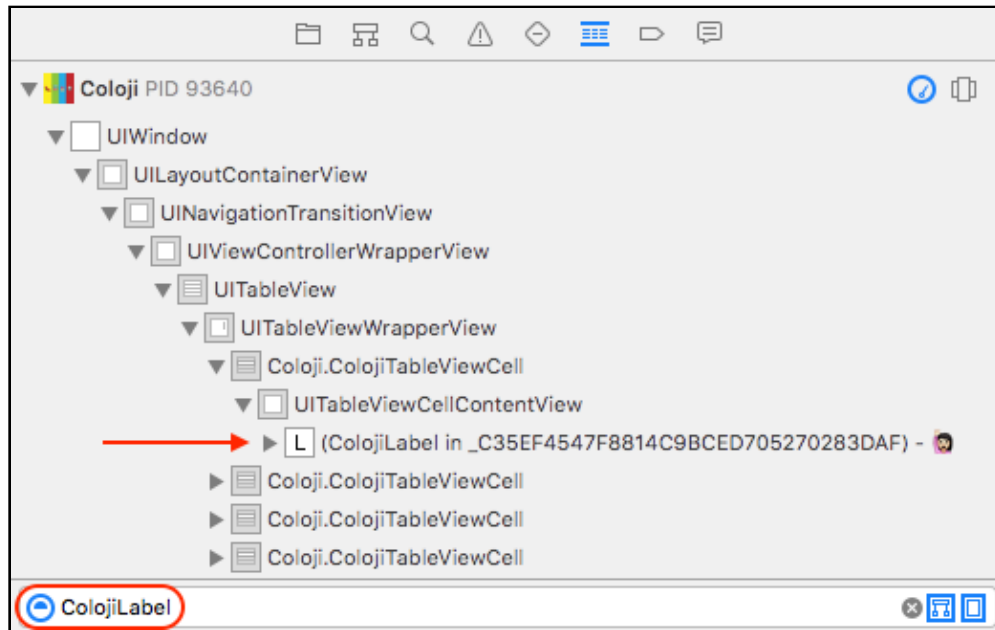 Coloji PID 93640
UIWindow
UILayoutContainerView
UINavigationTransitionView
UIViewControllerWrapperView
UITableView
UITableViewWrapperView
Coloji.ColojiTableViewCell
UITableViewCellContentView
L (ColojiLabel in _C35EF4547F8814C9BCED705270283DAF) - 🙋🏻
Coloji.ColojiTableViewCell
Coloji.ColojiTableViewCell
Coloji.ColojiTableViewCell
ColojiLabel